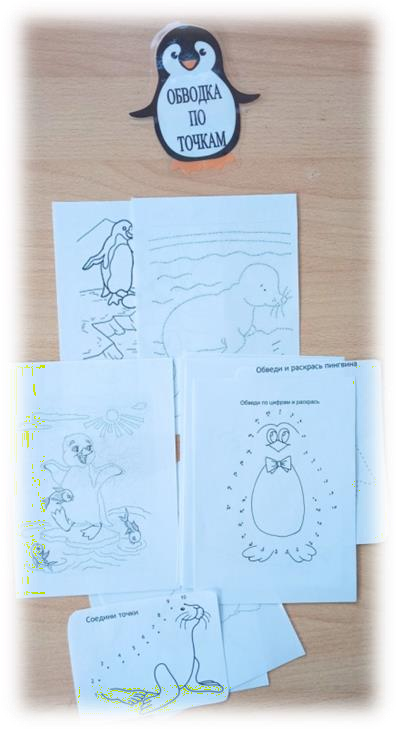 ОБВОДКА
ПО
ТОЧКАМ
Обведи и раскрась пингвина
Обведи по цифрам и раскрась
Соедини точки